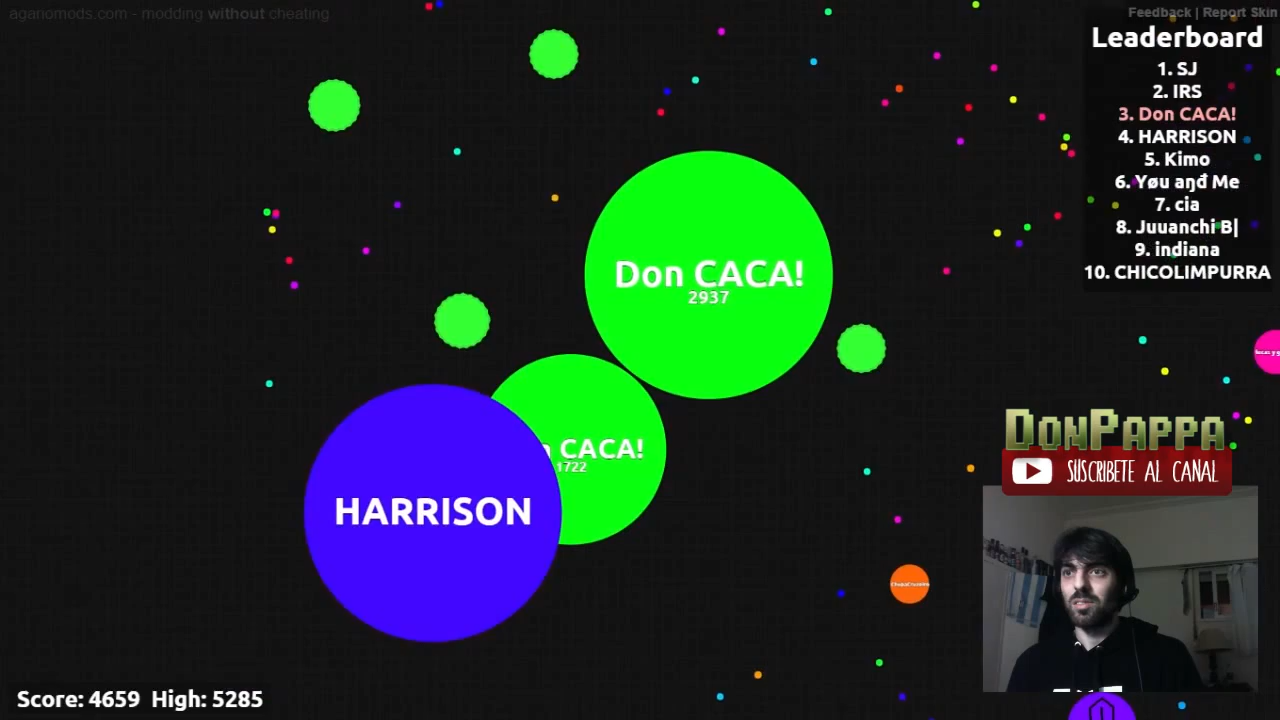 aganomods.com - modding without cheating
Feedback | Report Skin
Leaderboard
1. SJ
2. IRS
3. Don CACA!
4. HARRISON
5. Kimo
6. Yøu aŋđ Me
7. cia
8. Juuanchi B|
9. indiana
10. CHICOLIMPURRA
Don CACA!
2937
CACA!
1722
HARRISON
DonPappa
SUSCRIBETE AL CANAL
Score: 4659 High: 5285